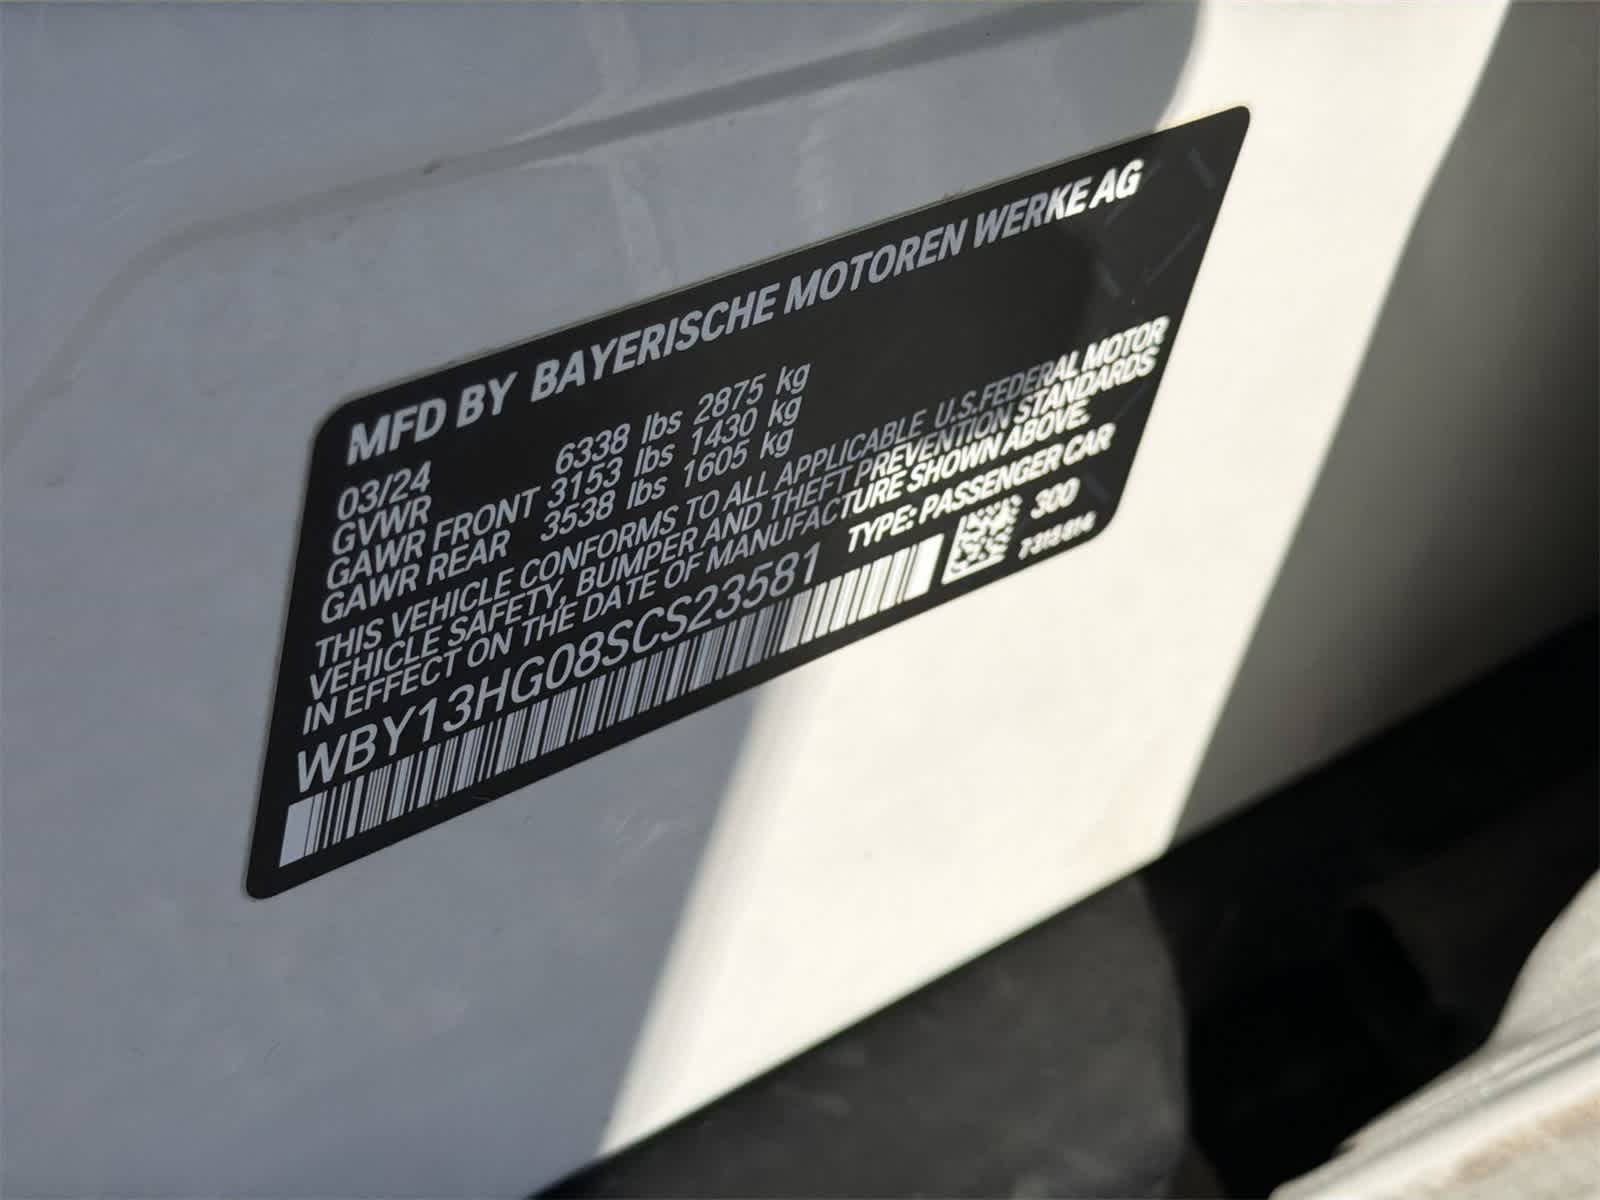 MFD BY BAYERISCHE MOTOREN WERKE AG
03/24
GVWR 6338 lbs 2875 kg
GAWR FRONT 3153 lbs 1430 kg
GAWR REAR 3538 lbs 1605 kg
THIS VEHICLE CONFORMS TO ALL APPLICABLE U.S.FEDERAL MOTOR
VEHICLE SAFETY, BUMPER AND THEFT PREVENTION STANDARDS
IN EFFECT ON THE DATE OF MANUFACTURE SHOWN ABOVE.
WBY13HG08SCS23581 TYPE: PASSENGER CAR
300